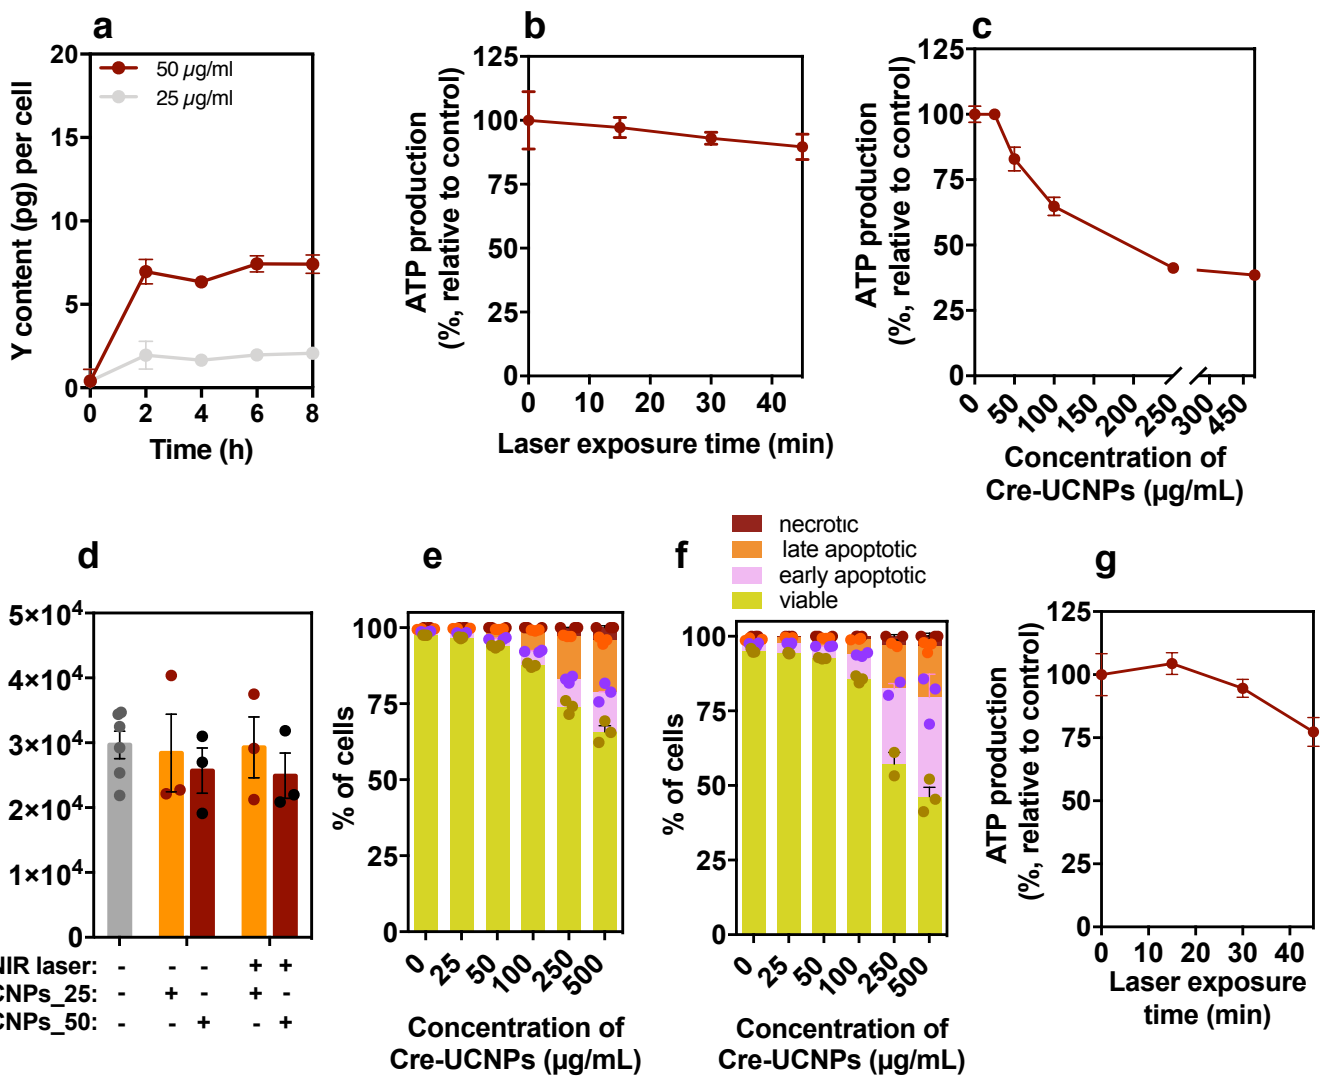 a
20
15
10
5
0
Y content (pg) per cell
50 µg/ml
25 µg/ml
0 2 4 6 8
Time (h)
b
125
100
75
50
25
0
ATP production
(%, relative to control)
0 10 20 30 40
Laser exposure time (min)
c
125
100
75
50
25
0
ATP production
(%, relative to control)
0 50 100 150 200 250 300 450
Concentration of
Cre-UCNPs (µg/mL)
d
5×10⁴
4×10⁴
3×10⁴
2×10⁴
1×10⁴
0
NIR laser: - - - + +
CNPs_25: - + - + -
CNPs_50: - - + - +
e
100
75
50
25
0
% of cells
0 25 50 100 250 500
Concentration of
Cre-UCNPs (µg/mL)
necrotic
late apoptotic
early apoptotic
viable
f
100
75
50
25
0
% of cells
0 25 50 100 250 500
Concentration of
Cre-UCNPs (µg/mL)
g
125
100
75
50
25
0
ATP production
(%, relative to control)
0 10 20 30 40
Laser exposure
time (min)